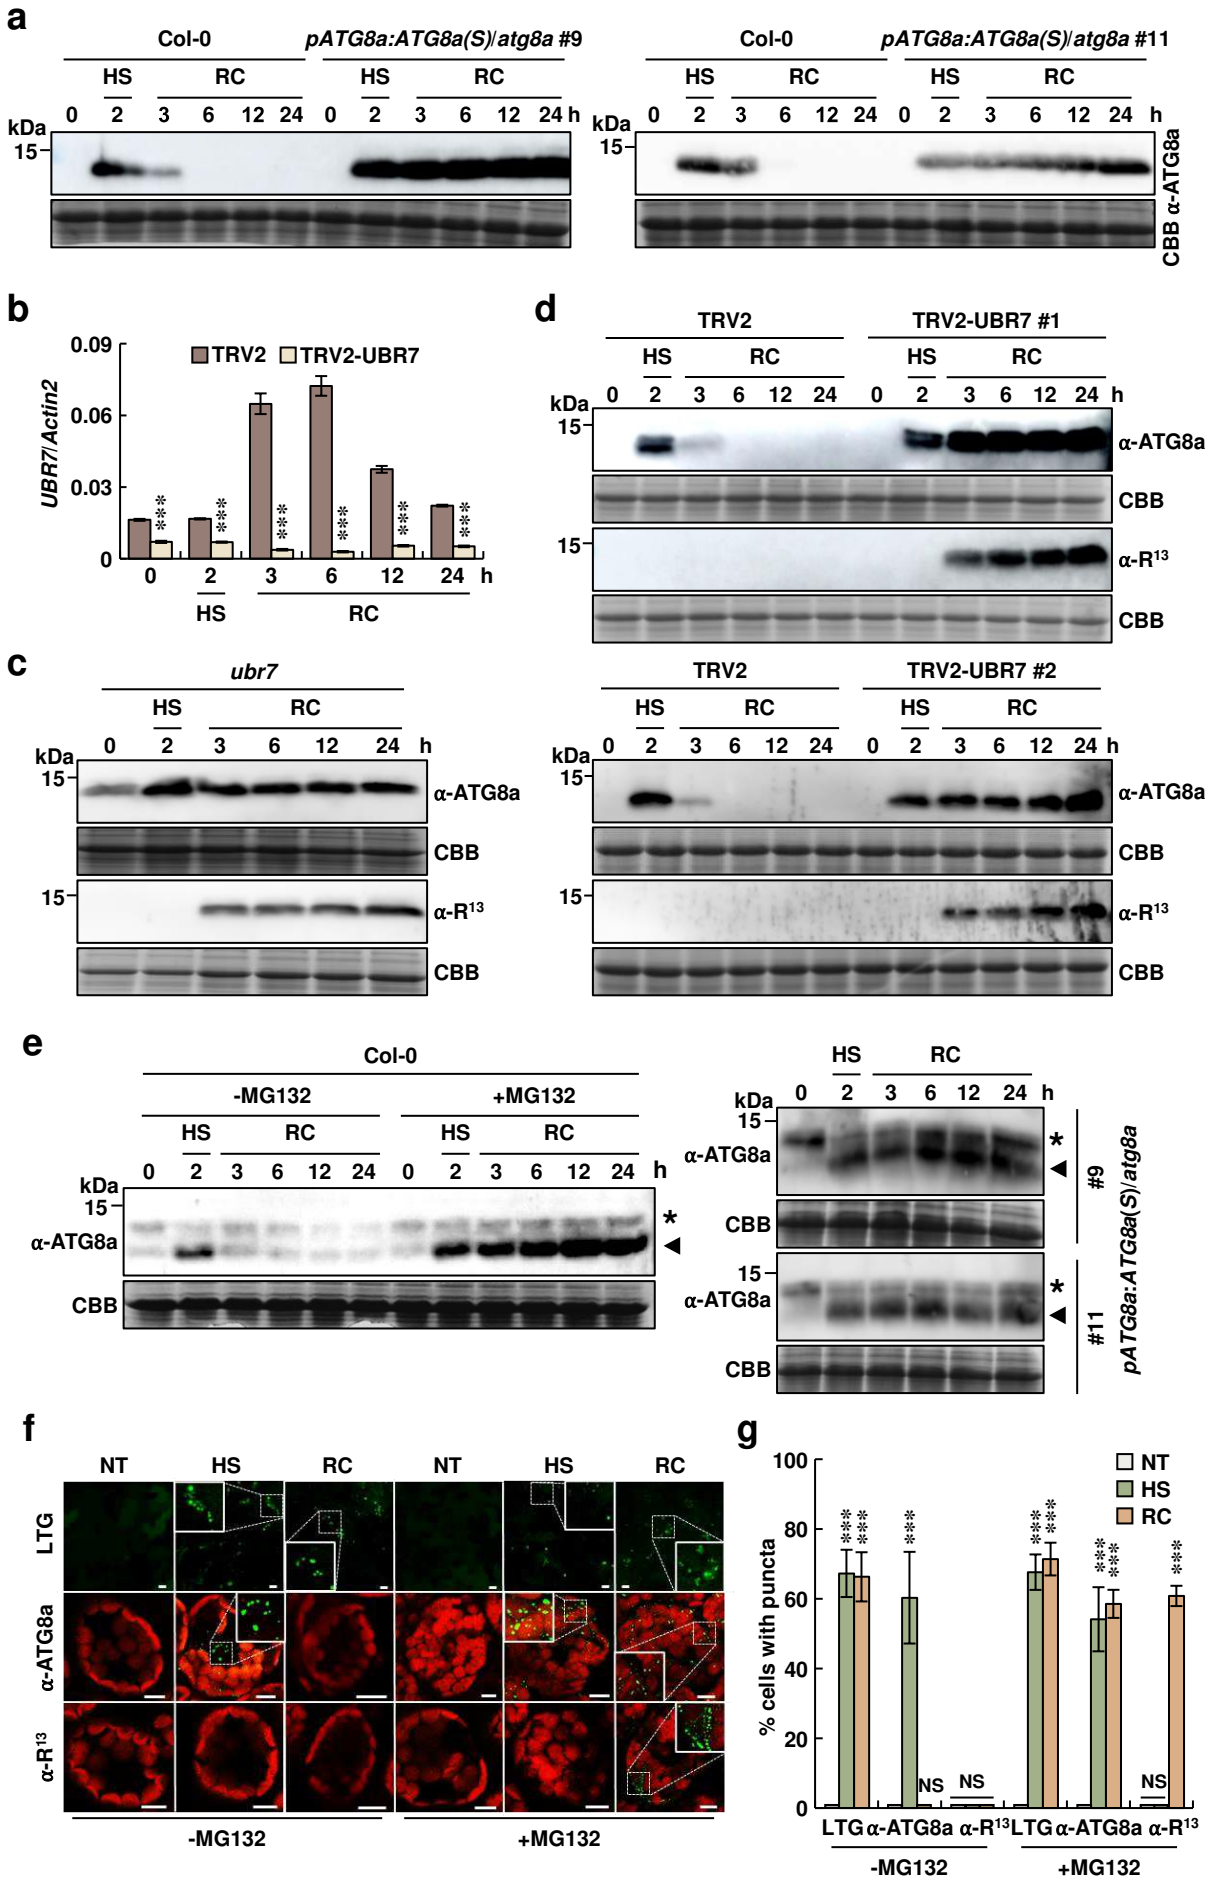 a
Col-0 pATG8a:ATG8a(S)/atg8a #9 Col-0 pATG8a:ATG8a(S)/atg8a #11
HS RC HS RC HS RC HS RC
0 2 3 6 12 24 0 2 3 6 12 24 0 2 3 6 12 24 0 2 3 6 12 24 h
kDa
15
15
CBB α-ATG8a
b
UBR7/Actin2
0.09
0.06
0.03
0
TRV2 TRV2-UBR7
*** *** *** *** *** ***
0 2 3 6 12 24 h
HS RC
c
ubr7
HS RC
0 2 3 6 12 24 h
kDa
15
α-ATG8a
CBB
15
α-R¹³
CBB
d
TRV2 TRV2-UBR7 #1
HS RC HS RC
0 2 3 6 12 24 0 2 3 6 12 24 h
kDa
15
α-ATG8a
CBB
15
α-R¹³
CBB
TRV2 TRV2-UBR7 #2
HS RC HS RC
0 2 3 6 12 24 0 2 3 6 12 24 h
kDa
15
α-ATG8a
CBB
15
α-R¹³
CBB
e
Col-0
-MG132 +MG132
HS RC HS RC
0 2 3 6 12 24 0 2 3 6 12 24 h
kDa
15
α-ATG8a
*
CBB
HS RC
0 2 3 6 12 24 h
kDa
15
α-ATG8a
*
CBB
#9
15
α-ATG8a
*
CBB
#11
pATG8a:ATG8a(S)/atg8a
f
NT HS RC NT HS RC
LTG
α-ATG8a
α-R¹³
-MG132 +MG132
g
% cells with puncta
100
80
60
40
20
0
NT
HS
RC
*** *** *** NS NS *** *** *** *** NS ***
LTG α-ATG8a α-R¹³ LTG α-ATG8a α-R¹³
-MG132 +MG132